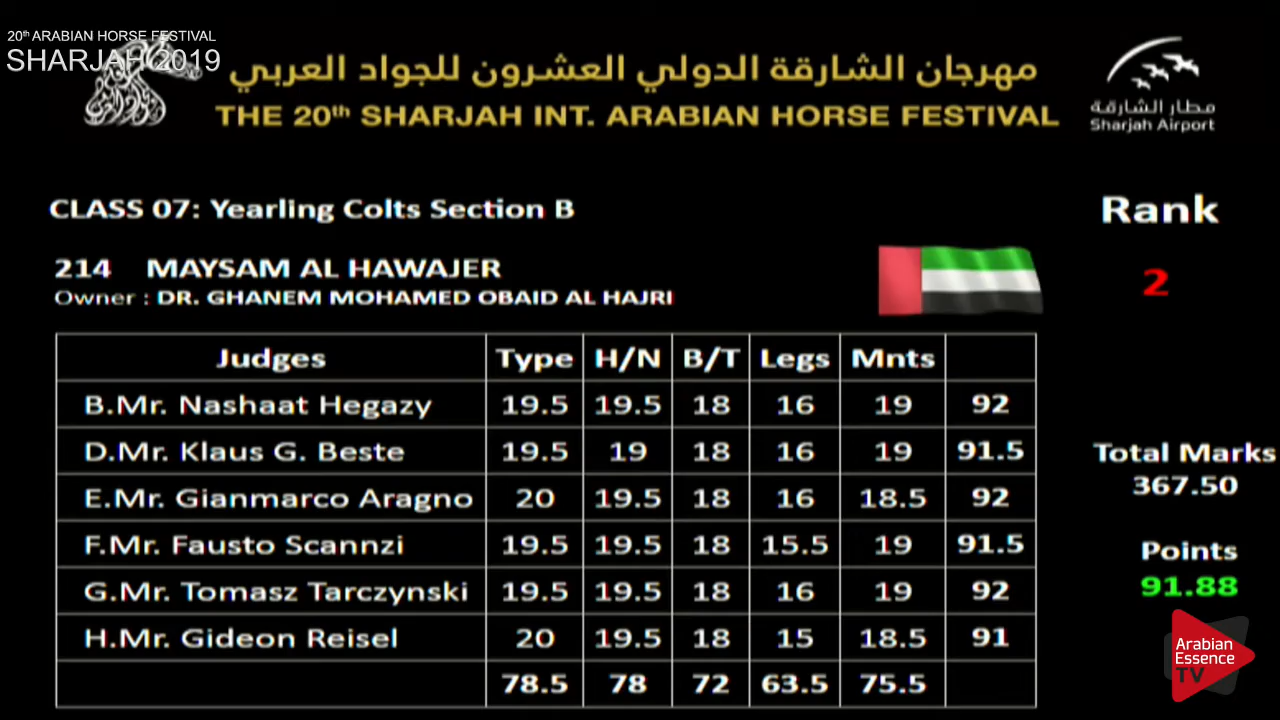 20th ARABIAN HORSE FESTIVAL
SHARJAH 2019
مهرجان الشارقة الدولي العشرون للجواد العربي
THE 20th SHARJAH INT. ARABIAN HORSE FESTIVAL
مطار الشارقة
Sharjah Airport
CLASS 07: Yearling Colts Section B
Rank
214 MAYSAM AL HAWAJER
2
Owner : DR. GHANEM MOHAMED OBAID AL HAJRI
Judges Type H/N B/T Legs Mnts
B.Mr. Nashaat Hegazy 19.5 19.5 18 16 19 92
D.Mr. Klaus G. Beste 19.5 19 18 16 19 91.5
E.Mr. Gianmarco Aragno 20 19.5 18 16 18.5 92
F.Mr. Fausto Scannzi 19.5 19.5 18 15.5 19 91.5
G.Mr. Tomasz Tarczynski 19.5 19.5 18 16 19 92
H.Mr. Gideon Reisel 20 19.5 18 15 18.5 91
78.5 78 72 63.5 75.5
Total Marks
367.50
Points
91.88
Arabian
Essence
TV